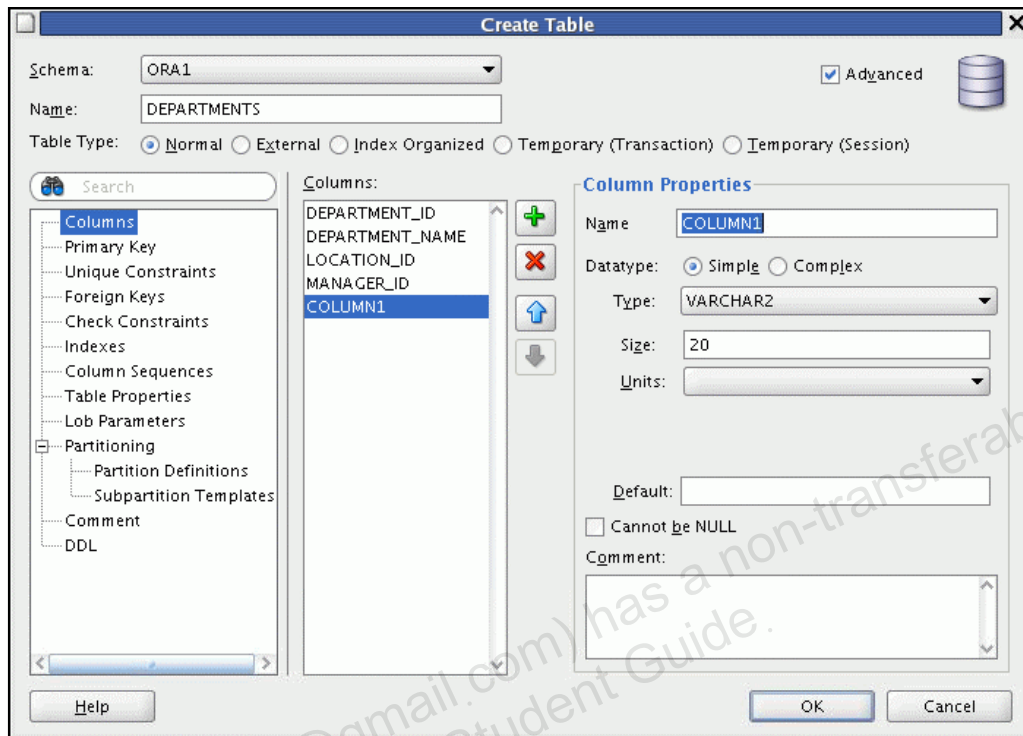 Create Table
Schema: ORA1
Advanced
Name: DEPARTMENTS
Table Type: Normal External Index Organized Temporary (Transaction) Temporary (Session)
Search
Columns
Primary Key
Unique Constraints
Foreign Keys
Check Constraints
Indexes
Column Sequences
Table Properties
Lob Parameters
Partitioning
Partition Definitions
Subpartition Templates
Comment
DDL
Columns:
DEPARTMENT_ID
DEPARTMENT_NAME
LOCATION_ID
MANAGER_ID
COLUMN1
Column Properties
Name COLUMN1
Datatype: Simple Complex
Type: VARCHAR2
Size: 20
Units:
Default:
Cannot be NULL
Comment:
Help
OK
Cancel
com) has a non-transferab
Student Guide.